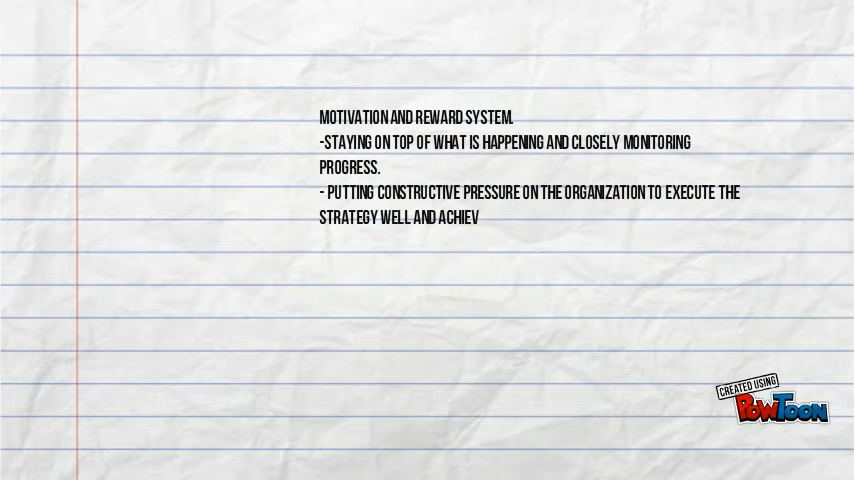 MOTIVATION AND REWARD SYSTEM.
-STAYING ON TOP OF WHAT IS HAPPENING AND CLOSELY MONITORING
PROGRESS.
- PUTTING CONSTRUCTIVE PRESSURE ON THE ORGANIZATION TO EXECUTE THE
STRATEGY WELL AND ACHIEV
CREATED USING
POWTOON